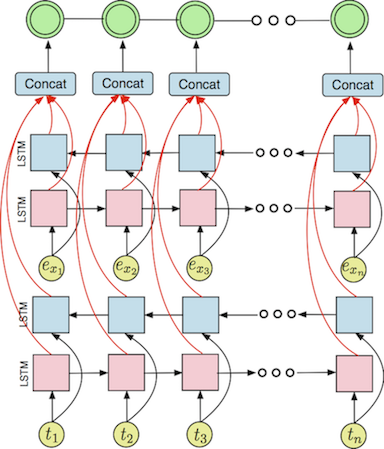 Concat Concat Concat Concat
LSTM
LSTM
e_{x_1} e_{x_2} e_{x_3} e_{x_n}
LSTM
LSTM
t_1 t_2 t_3 t_n